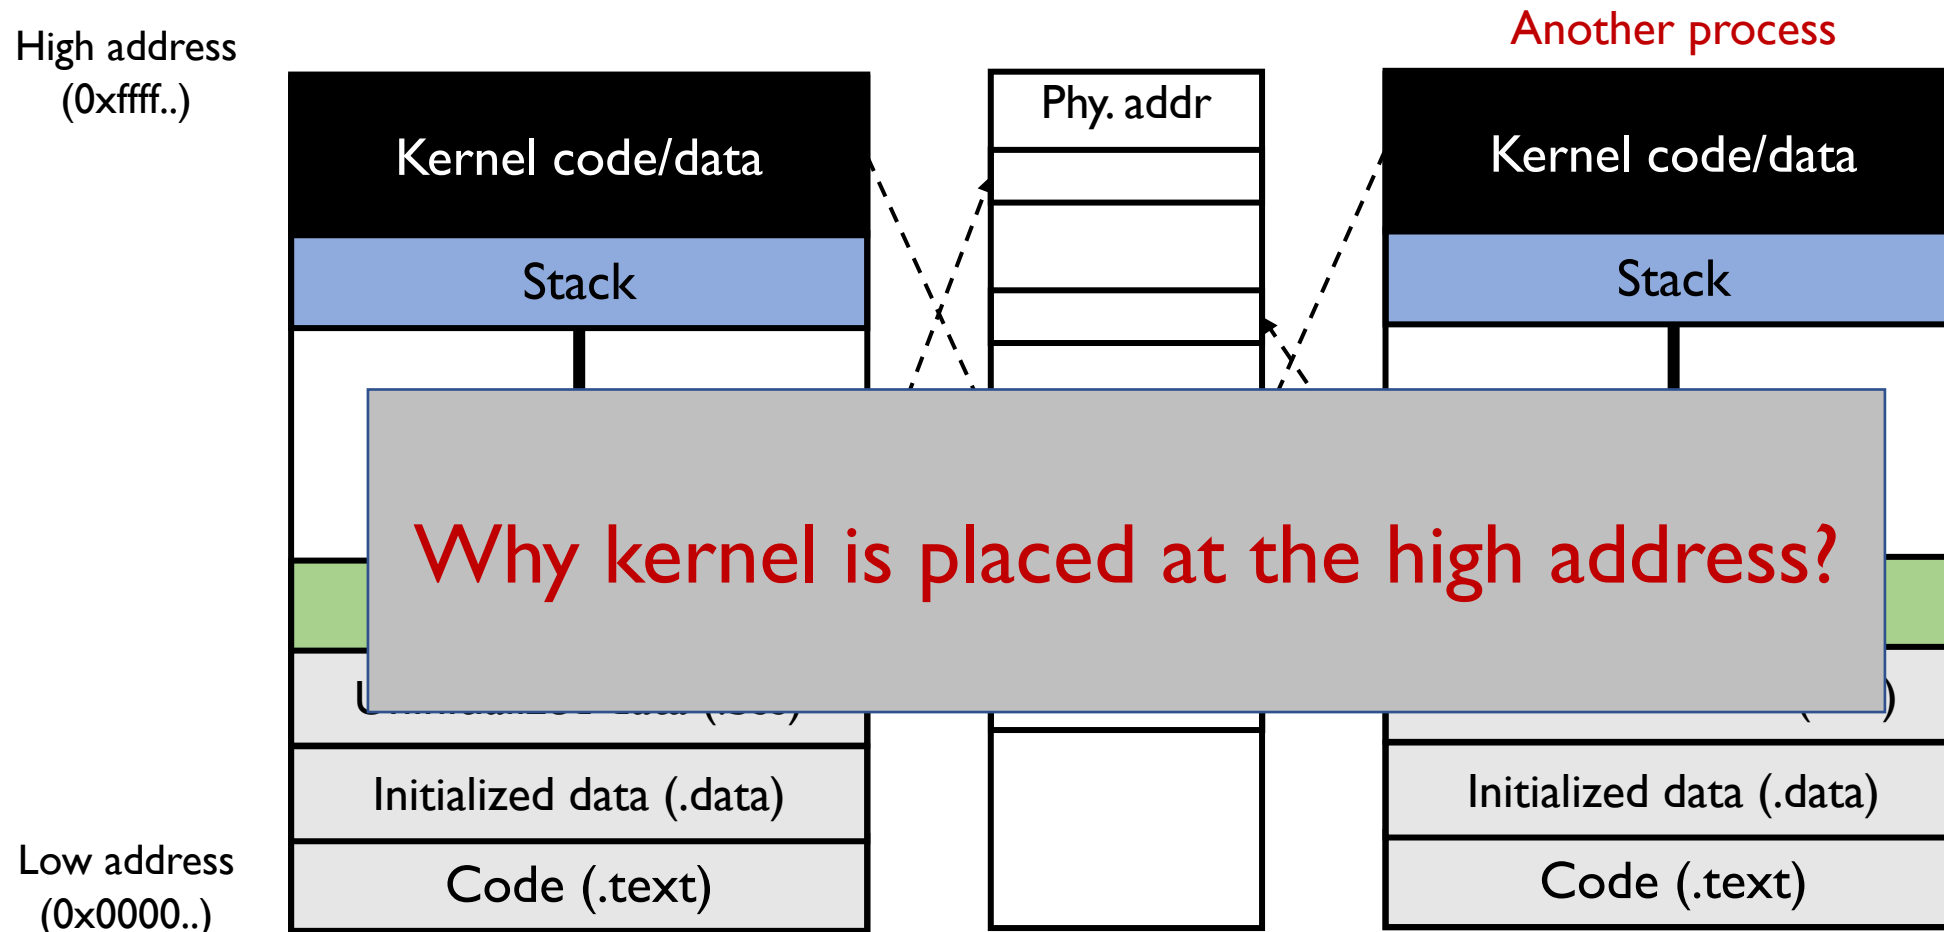 High address
(0xffff..)
Another process
Kernel code/data
Phy. addr
Kernel code/data
Stack
Stack
Why kernel is placed at the high address?
Initialized data (.data)
Initialized data (.data)
Low address
(0x0000..)
Code (.text)
Code (.text)